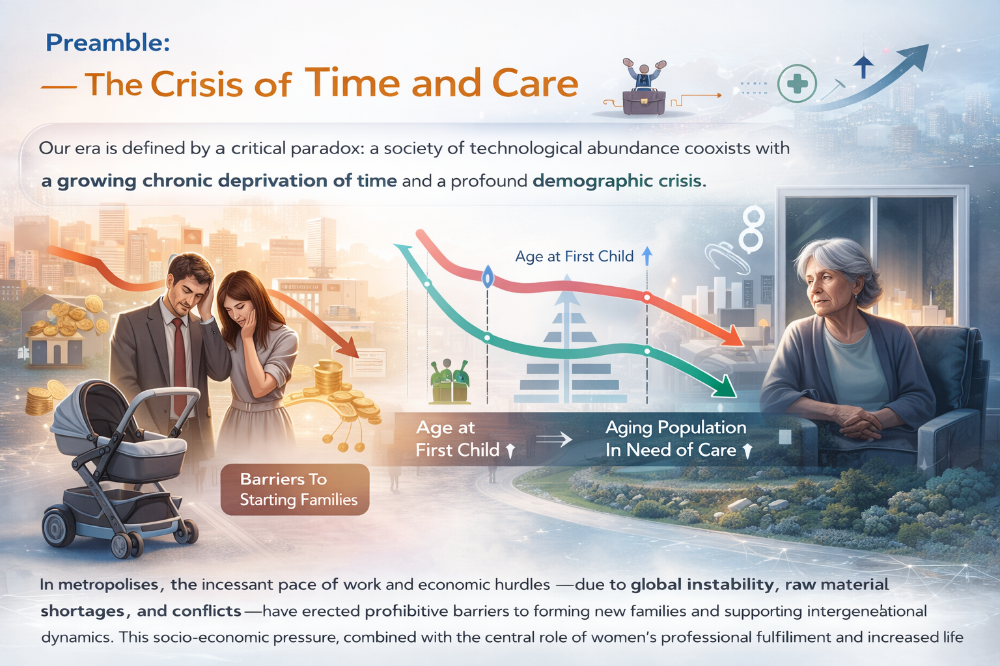 Preamble:
— The Crisis of Time and Care
Our era is defined by a critical paradox: a society of technological abundance cooxists with
a growing chronic deprivation of time and a profound demographic crisis.
Age at First Child
Age at
First Child
Aging Population
In Need of Care
Barriers To
Starting Families
In metropolises, the incessant pace of work and economic hurdles —due to global instability, raw material
shortages, and conflicts—have erected prohibitive barriers to forming new families and supporting intergenerational
dynamics. This socio-economic pressure, combined with the central role of women's professional fulfilment and increased life